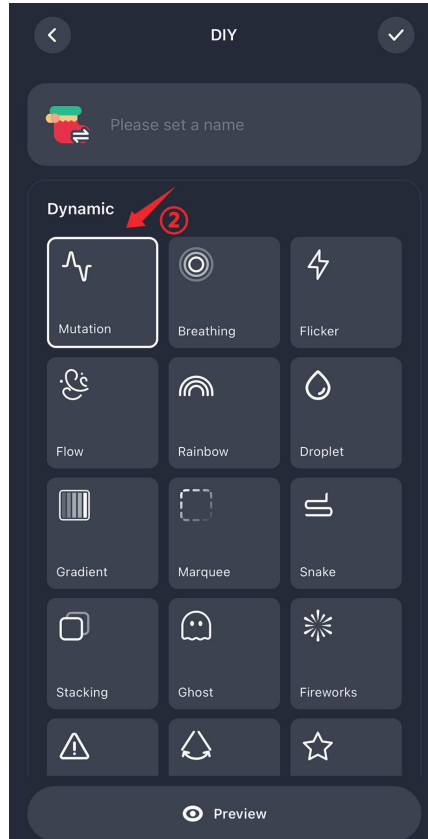 DIY
Please set a name
Dynamic
②
Mutation
Breathing
Flicker
Flow
Rainbow
Droplet
Gradient
Marquee
Snake
Stacking
Ghost
Fireworks
Preview